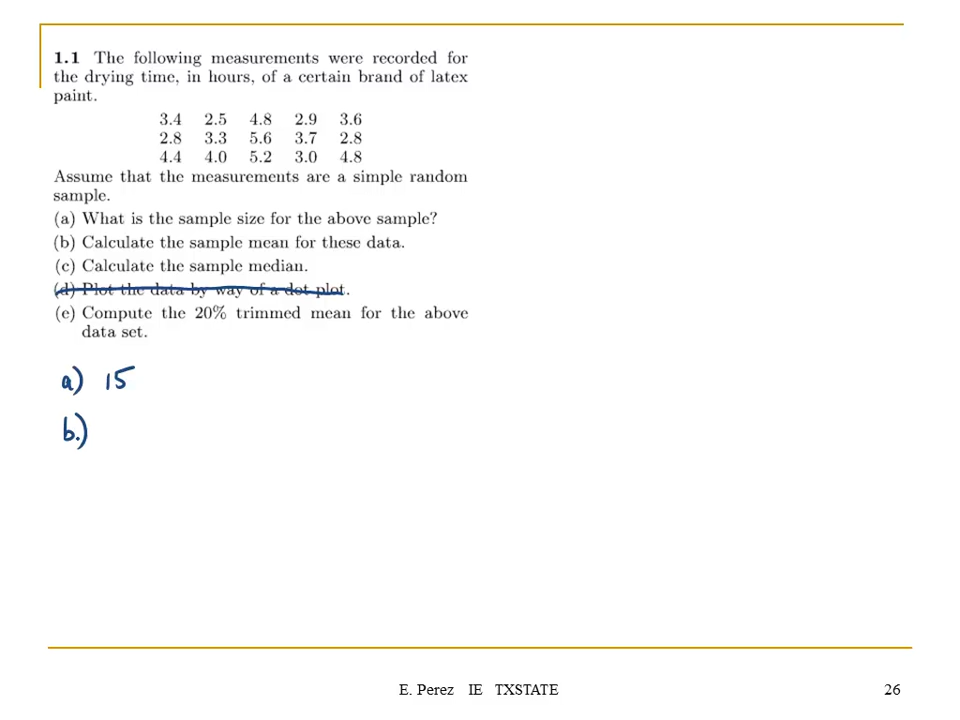 1.1 The following measurements were recorded for
the drying time, in hours, of a certain brand of latex
paint.
3.4 2.5 4.8 2.9 3.6
2.8 3.3 5.6 3.7 2.8
4.4 4.0 5.2 3.0 4.8
Assume that the measurements are a simple random
sample.
(a) What is the sample size for the above sample?
(b) Calculate the sample mean for these data.
(c) Calculate the sample median.
(d) Plot the data by way of a dot plot.
(e) Compute the 20% trimmed mean for the above
data set.
a) 15
b.)
E. Perez IE TXSTATE 26